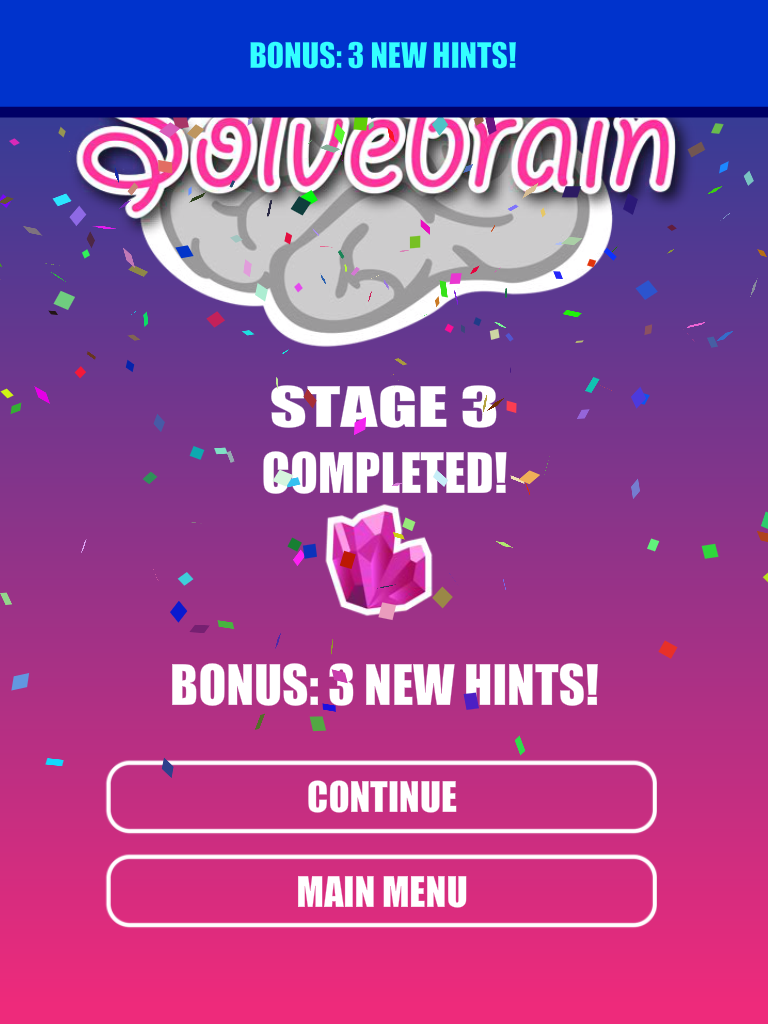 BONUS: 3 NEW HINTS!
Solvebrain
STAGE 3
COMPLETED!
BONUS: 3 NEW HINTS!
CONTINUE
MAIN MENU